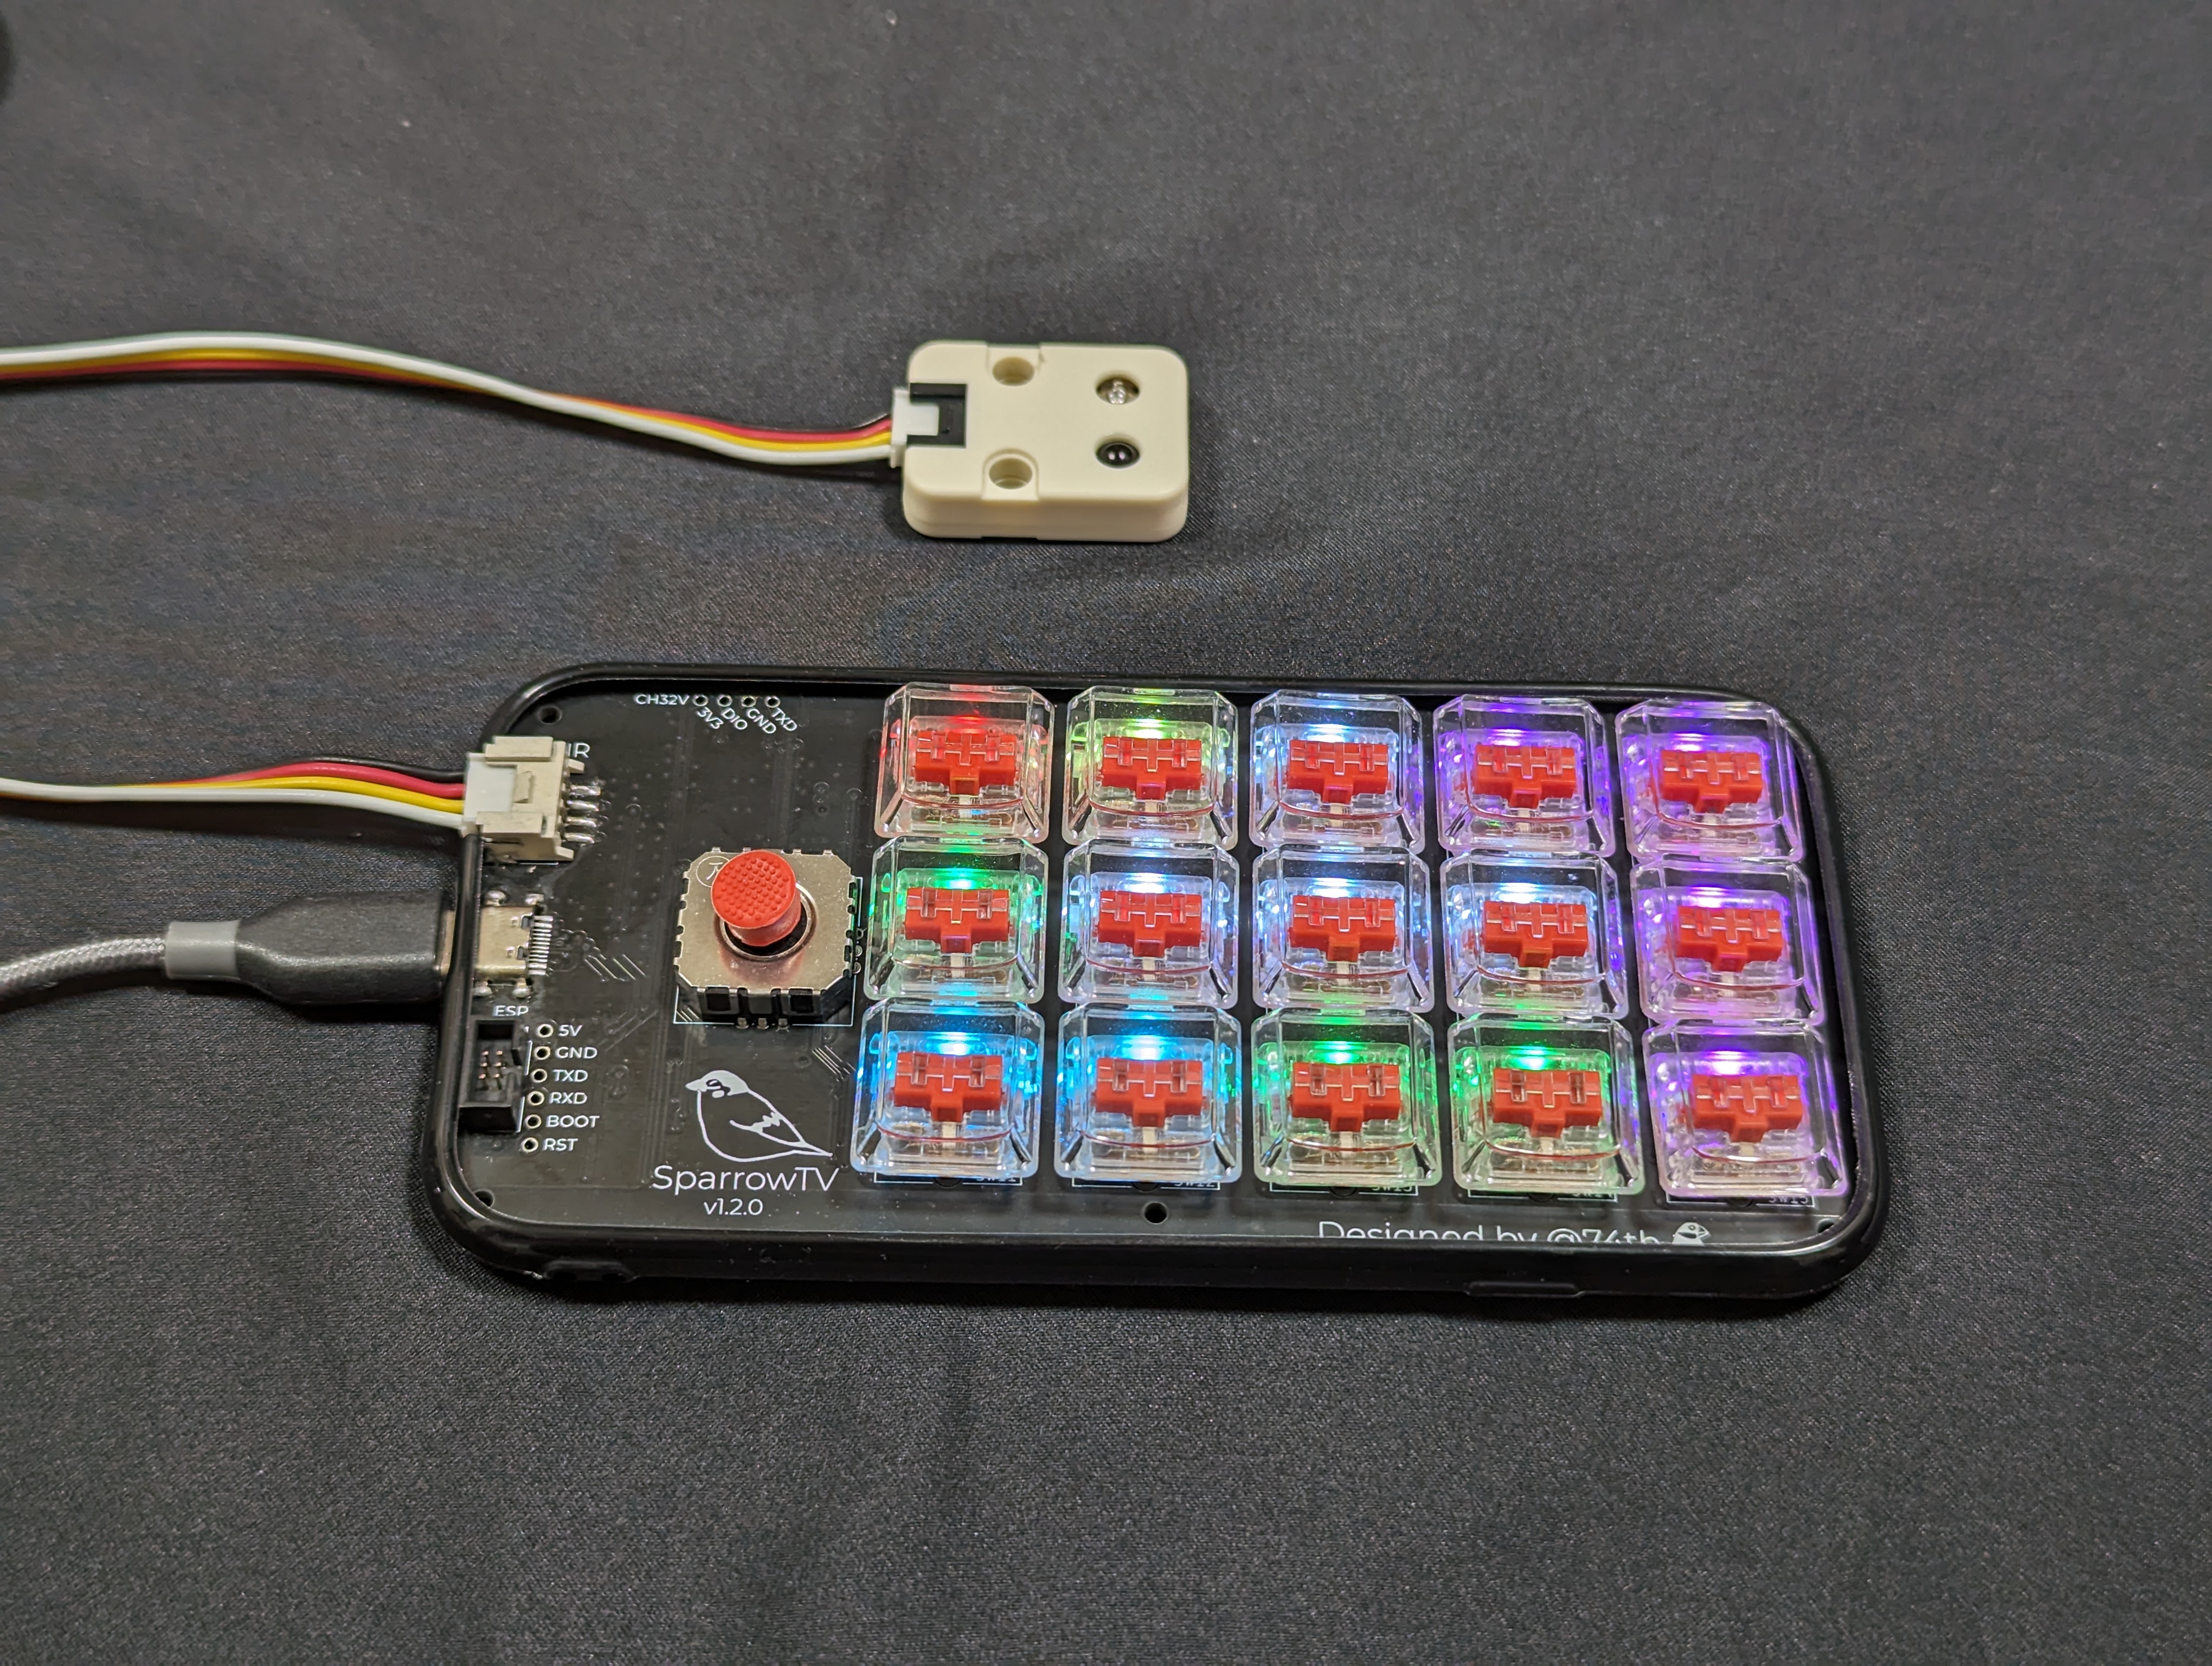 CH32V
3V3
DIO
GND
TXD
IR
ESP
5V
GND
TXD
RXD
BOOT
RST
SparrowTV
v1.2.0
Designed by @74th